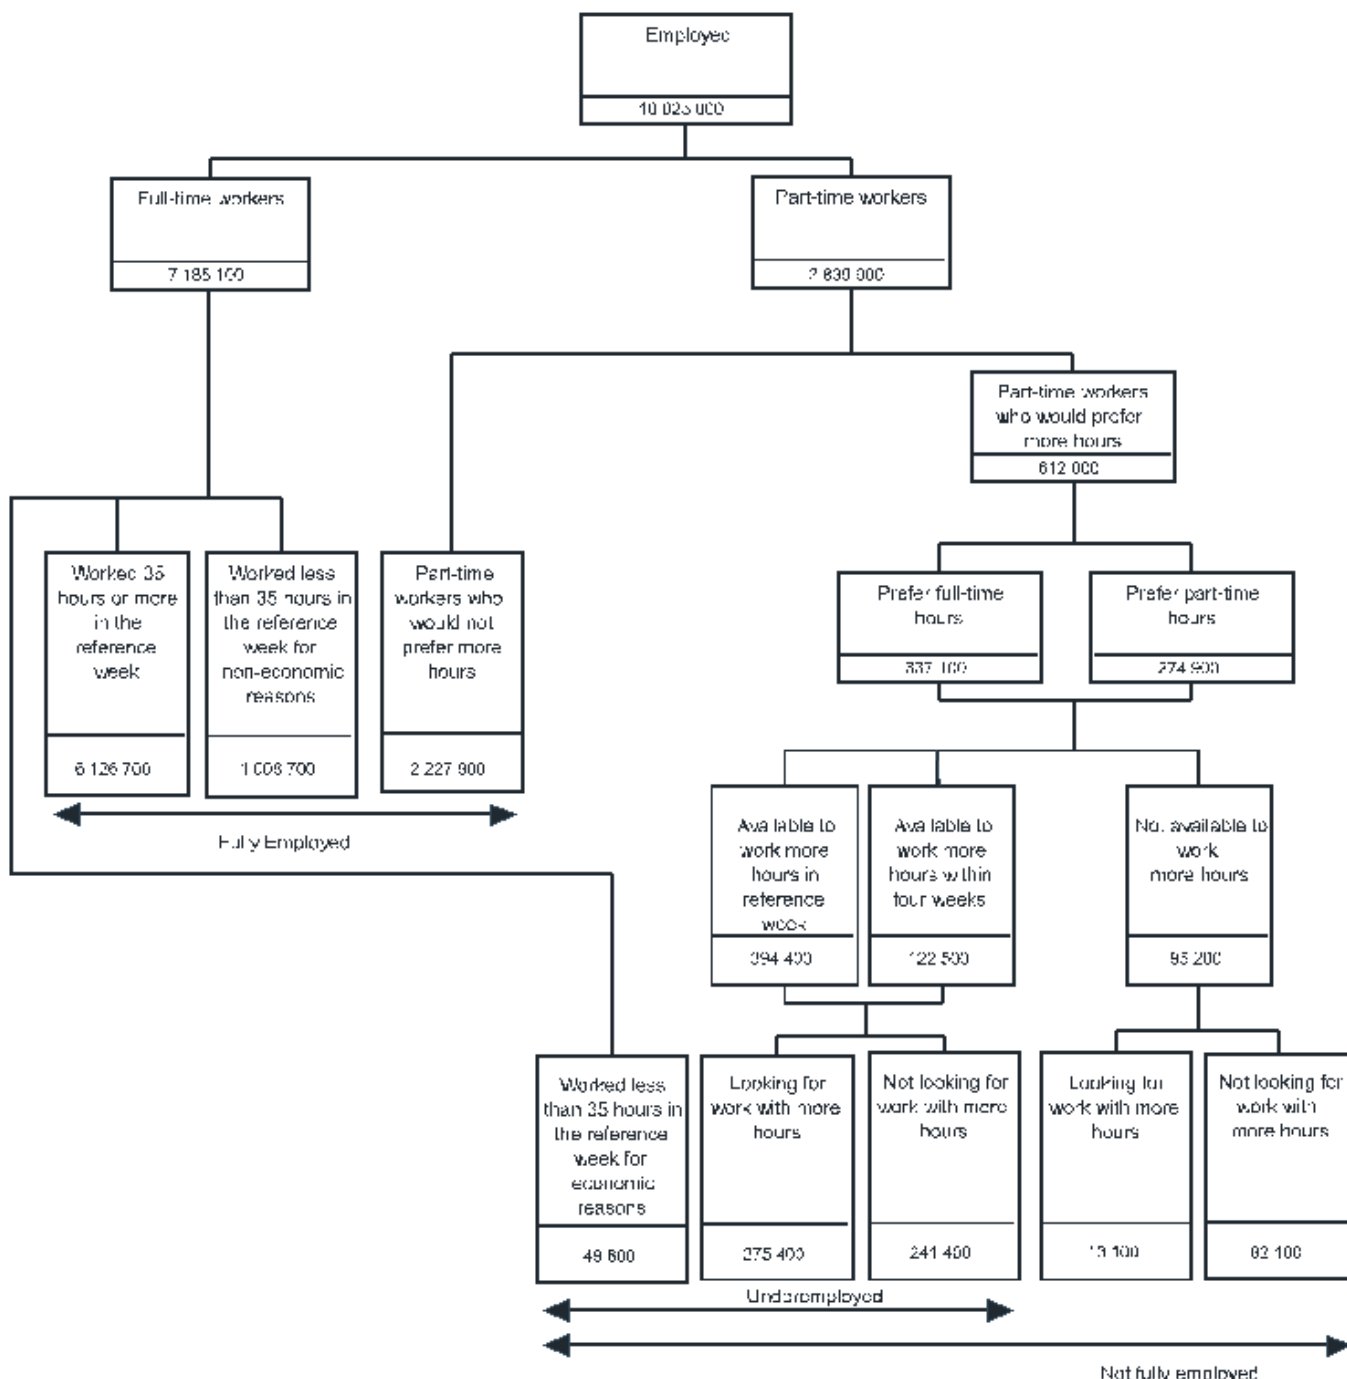 Employed
10 025 000
Full-time workers
7 185 100
Part-time workers
2 839 900
Part-time workers
who would prefer
more hours
612 000
Worked 35
hours or more
in the
reference
week
6 126 700
Worked less
than 35 hours in
the reference
week for
non-economic
reasons
1 008 700
Part-time
workers who
would not
prefer more
hours
2 227 900
Fully Employed
Prefer full-time
hours
337 100
Prefer part-time
hours
274 900
Available to
work more
hours in
reference
week
394 400
Available to
work more
hours within
four weeks
122 500
Not available to
work
more hours
95 200
Worked less
than 35 hours in
the reference
week for
economic
reasons
Looking for
work with more
hours
275 400
Not looking for
work with more
hours
241 400
Looking for
work with more
hours
13 100
Not looking for
work with
more hours
82 100
Underemployed
Not fully employed